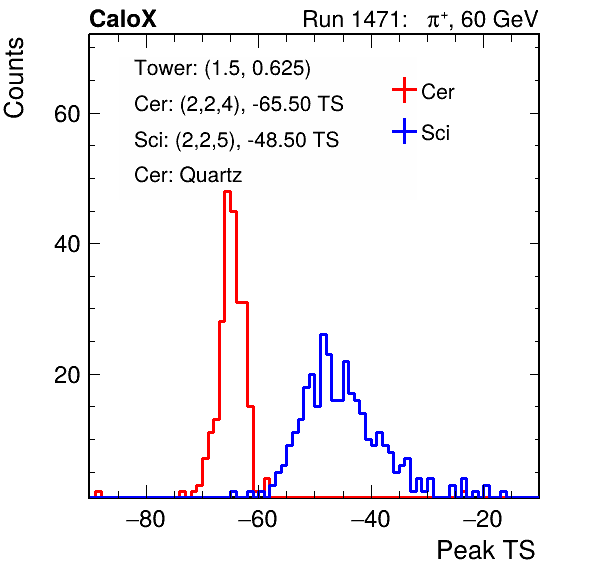 CaloX Run 1471: π⁺, 60 GeV
Counts
Tower: (1.5, 0.625)
Cer: (2,2,4), -65.50 TS
Sci: (2,2,5), -48.50 TS
Cer: Quartz
Cer
Sci
60
40
20
−80 −60 −40 −20
Peak TS